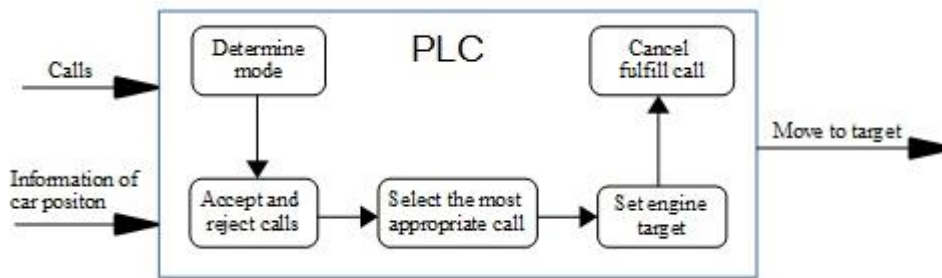 PLC
Calls
Information of
car positon
Determine
mode
Accept and
reject calls
Select the most
appropriate call
Set engine
target
Cancel
fulfill call
Move to target